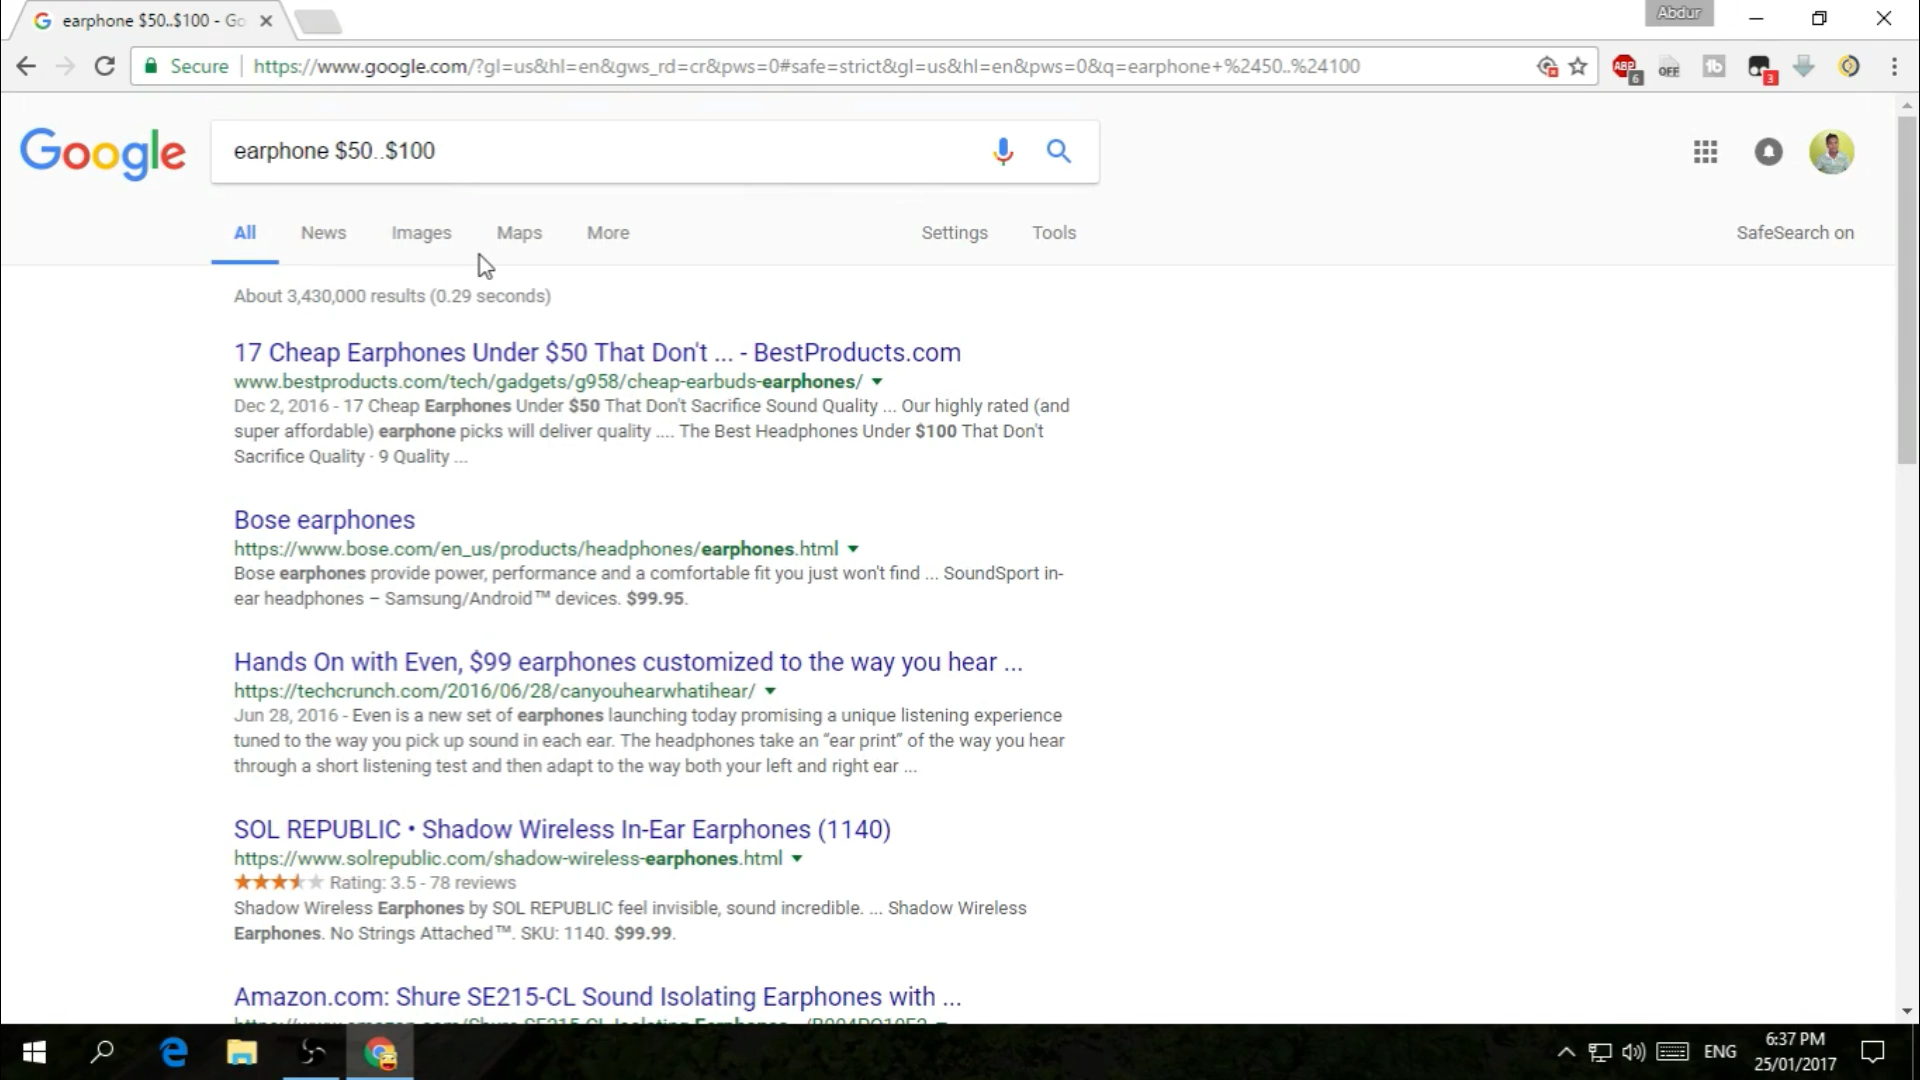 earphone $50..$100 - Go
Abdur
Secure
https://www.google.com/?gl=us&hl=en&gws_rd=cr&pws=0#safe=strict&gl=us&hl=en&pws=0&q=earphone+%2450..%24100
ABP
6
OFF
3
Google
earphone $50..$100
All
News
Images
Maps
More
Settings
Tools
SafeSearch on
About 3,430,000 results (0.29 seconds)
17 Cheap Earphones Under $50 That Don't ... - BestProducts.com
www.bestproducts.com/tech/gadgets/g958/cheap-earbuds-earphones/
Dec 2, 2016 - 17 Cheap Earphones Under $50 That Don't Sacrifice Sound Quality ... Our highly rated (and
super affordable) earphone picks will deliver quality .... The Best Headphones Under $100 That Don't
Sacrifice Quality · 9 Quality ...
Bose earphones
https://www.bose.com/en_us/products/headphones/earphones.html
Bose earphones provide power, performance and a comfortable fit you just won't find ... SoundSport in-
ear headphones – Samsung/Android™ devices. $99.95.
Hands On with Even, $99 earphones customized to the way you hear ...
https://techcrunch.com/2016/06/28/canyouhearwhatihear/
Jun 28, 2016 - Even is a new set of earphones launching today promising a unique listening experience
tuned to the way you pick up sound in each ear. The headphones take an “ear print” of the way you hear
through a short listening test and then adapt to the way both your left and right ear ...
SOL REPUBLIC • Shadow Wireless In-Ear Earphones (1140)
https://www.solrepublic.com/shadow-wireless-earphones.html
Rating: 3.5 - 78 reviews
Shadow Wireless Earphones by SOL REPUBLIC feel invisible, sound incredible. ... Shadow Wireless
Earphones. No Strings Attached™. SKU: 1140. $99.99.
Amazon.com: Shure SE215-CL Sound Isolating Earphones with ...
ENG
6:37 PM
25/01/2017